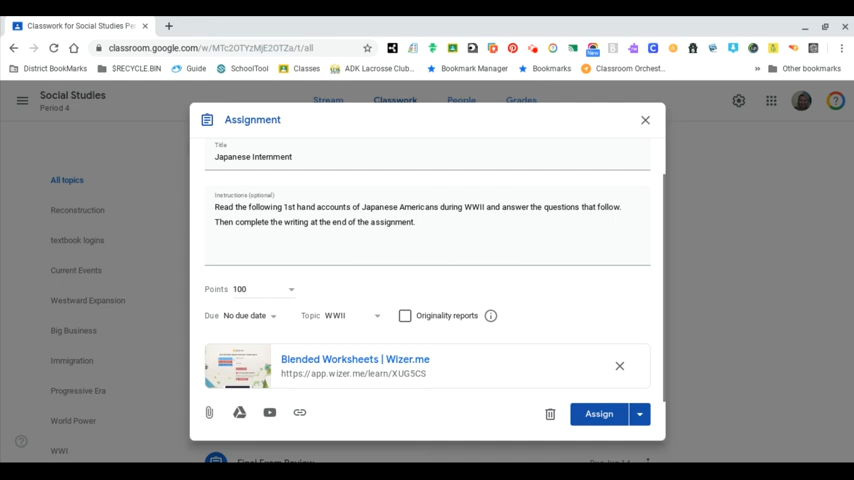 Classwork for Social Studies Pe
classroom.google.com/w/MTc2OTYzMjE2OTZa/t/all
New
District BookMarks
$RECYCLE.BIN
Guide
SchoolTool
Classes
ADK Lacrosse Club...
Bookmark Manager
Bookmarks
Classroom Orchest...
Other bookmarks
Social Studies
Period 4
Stream
Classwork
People
Grades
All topics
Reconstruction
textbook logins
Current Events
Westward Expansion
Big Business
Immigration
Progressive Era
World Power
WWI
Assignment
Title
Japanese Internment
Instructions (optional)
Read the following 1st hand accounts of Japanese Americans during WWII and answer the questions that follow.
Then complete the writing at the end of the assignment.
Points 100
Due No due date
Topic WWII
Originality reports
Blended Worksheets | Wizer.me
https://app.wizer.me/learn/XUG5CS
Assign
Final Exam Review